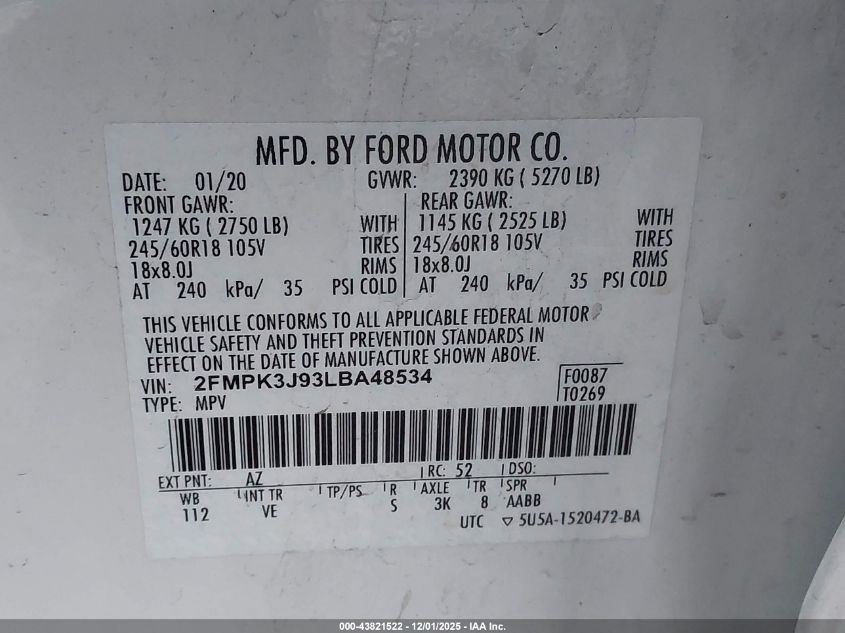 MFD. BY FORD MOTOR CO.
DATE: 01/20 GVWR: 2390 KG ( 5270 LB)
FRONT GAWR: REAR GAWR:
1247 KG ( 2750 LB) WITH 1145 KG ( 2525 LB) WITH
245/60R18 105V TIRES 245/60R18 105V TIRES
18x8.0J RIMS 18x8.0J RIMS
AT 240 kPa/ 35 PSI COLD AT 240 kPa/ 35 PSI COLD
THIS VEHICLE CONFORMS TO ALL APPLICABLE FEDERAL MOTOR
VEHICLE SAFETY AND THEFT PREVENTION STANDARDS IN
EFFECT ON THE DATE OF MANUFACTURE SHOWN ABOVE.
VIN: 2FMPK3J93LBA48534 F0087
TYPE: MPV T0269
EXT PNT: AZ RC: 52 DSO:
WB INT TR TP/PS R AXLE TR SPR
112 VE S 3K 8 AABB
UTC ▽ 5U5A-1520472-BA
000-43821522 - 12/01/2025 - IAA Inc.